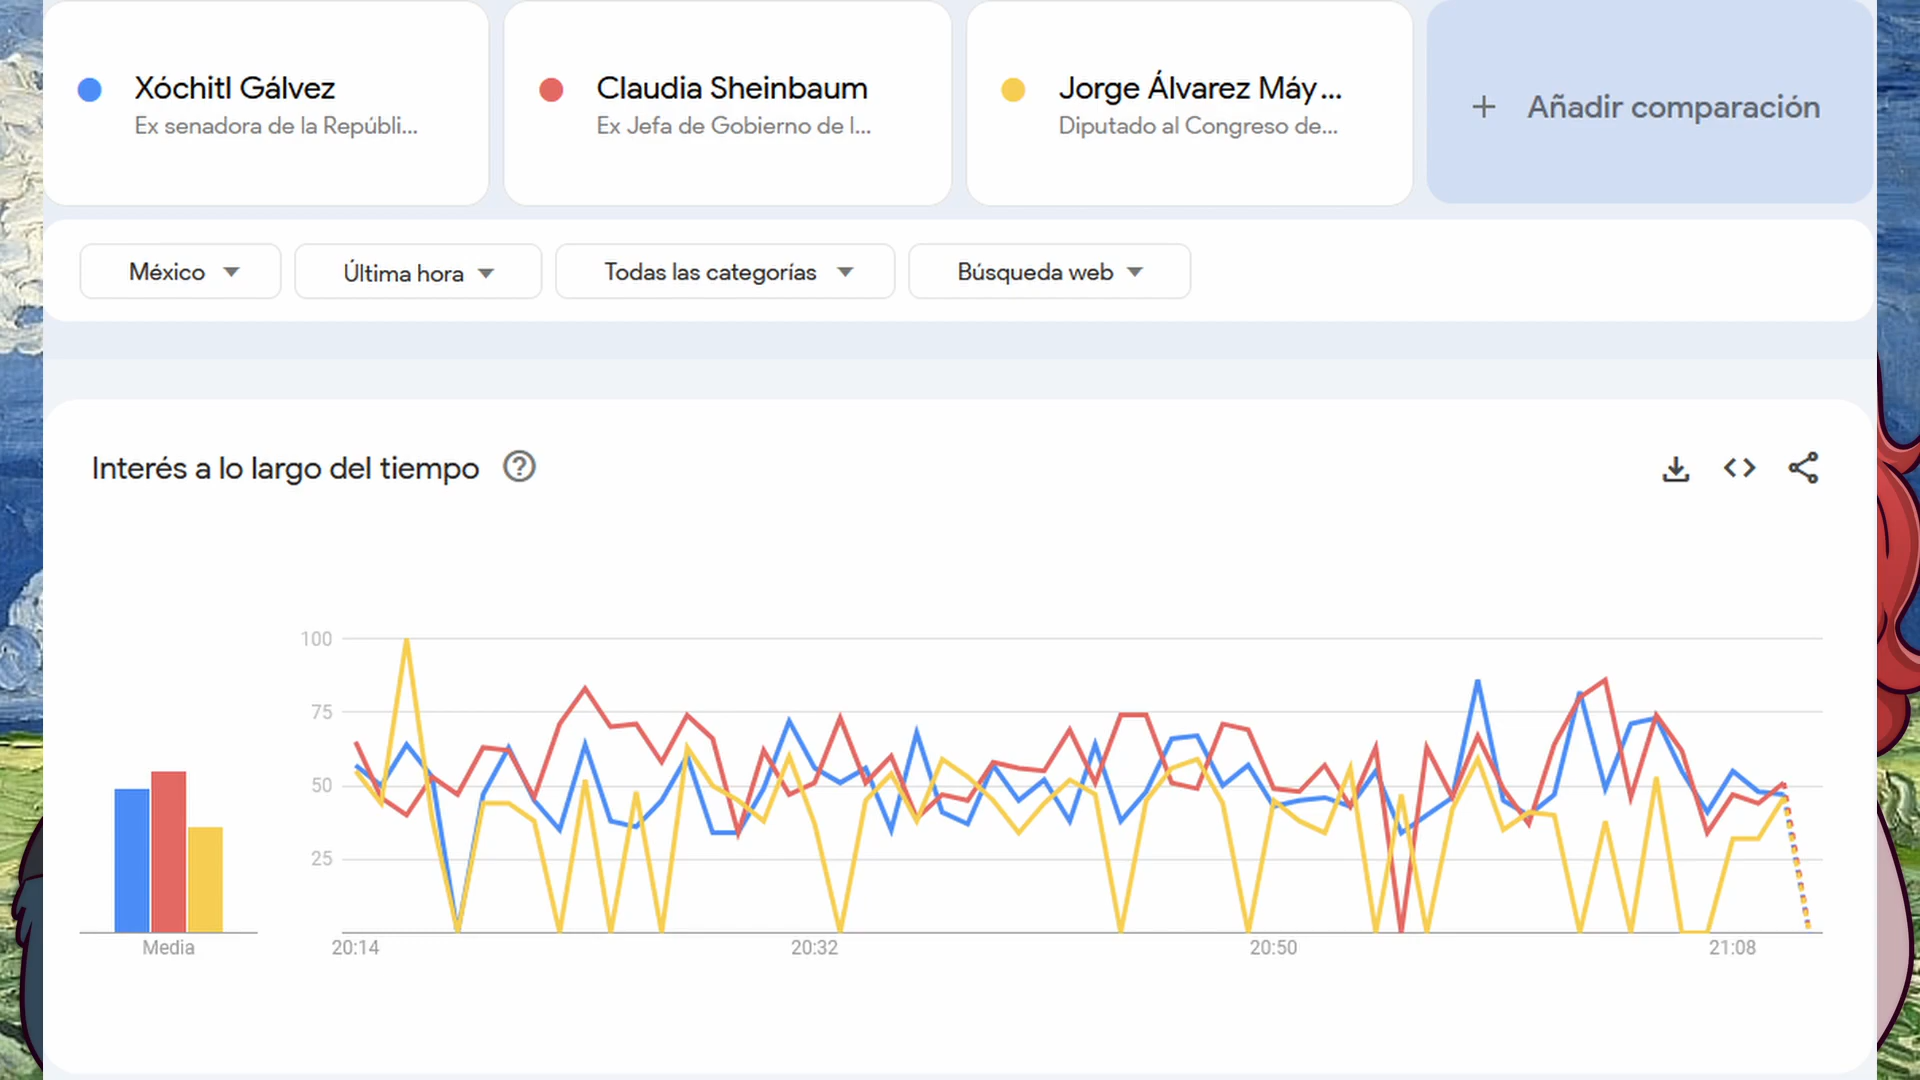 Xóchitl Gálvez
Ex senadora de la Repúbli...
Claudia Sheinbaum
Ex Jefa de Gobierno de l...
Jorge Álvarez Máy...
Diputado al Congreso de...
+ Añadir comparación
México
Última hora
Todas las categorías
Búsqueda web
Interés a lo largo del tiempo
?
100
75
50
25
Media
20:14
20:32
20:50
21:08